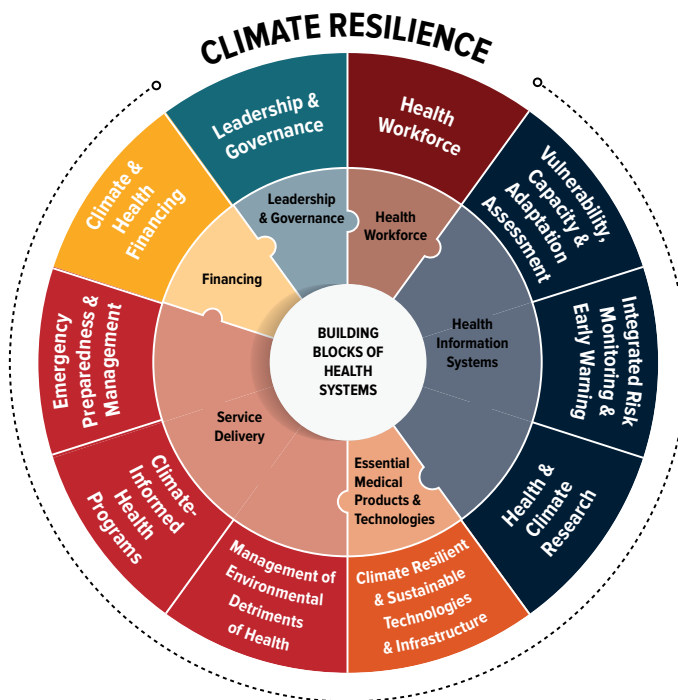 CLIMATE RESILIENCE
Leadership &
Governance
Health
Workforce
Vulnerability,
Capacity &
Adaptation
Assessment
Integrated Risk
Monitoring &
Early Warning
Health &
Climate
Research
Climate Resilient
& Sustainable
Technologies
& Infrastructure
Management of
Environmental
Detriments
of Health
Climate-
Informed
Health
Programs
Emergency
Preparedness &
Management
Climate &
Health
Financing
Leadership
& Governance
Health
Workforce
Health
Information
Systems
Essential
Medical
Products &
Technologies
Service
Delivery
Financing
BUILDING
BLOCKS OF
HEALTH
SYSTEMS